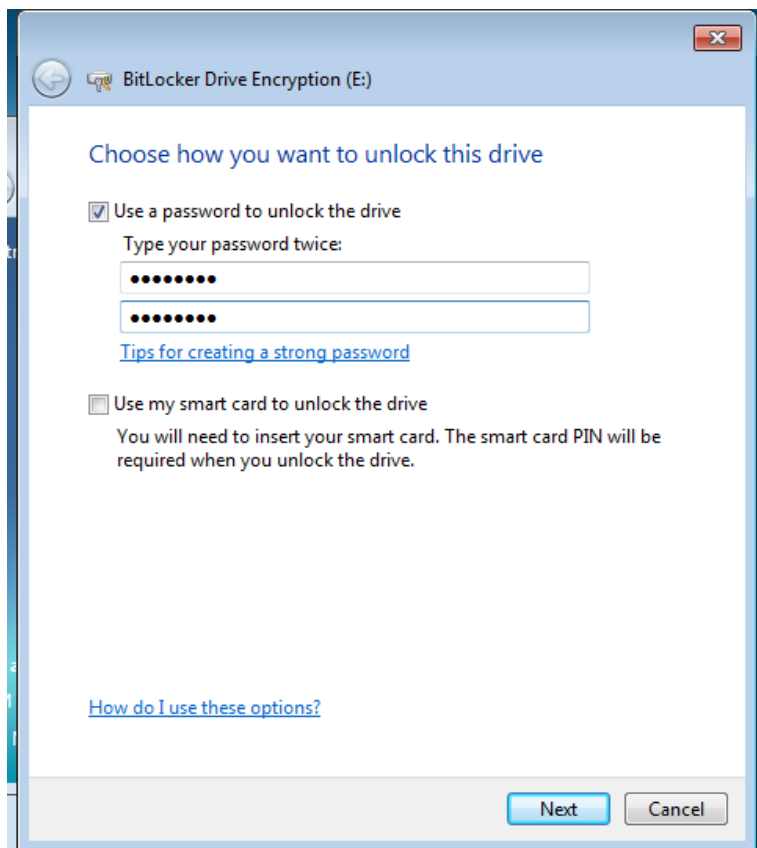 BitLocker Drive Encryption (E:)
Choose how you want to unlock this drive
Use a password to unlock the drive
Type your password twice:
●●●●●●●●
●●●●●●●●
Tips for creating a strong password
Use my smart card to unlock the drive
You will need to insert your smart card. The smart card PIN will be
required when you unlock the drive.
How do I use these options?
Next Cancel